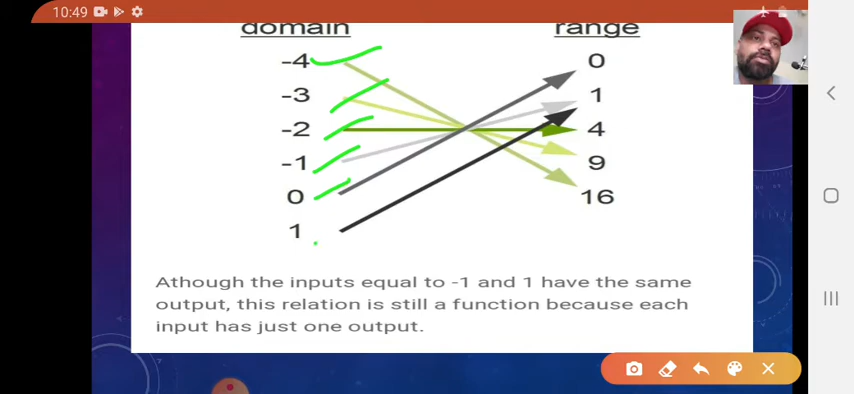 10:49
domain range
-4 0
-3 1
-2 4
-1 9
0 16
1
Athough the inputs equal to -1 and 1 have the same
output, this relation is still a function because each
input has just one output.